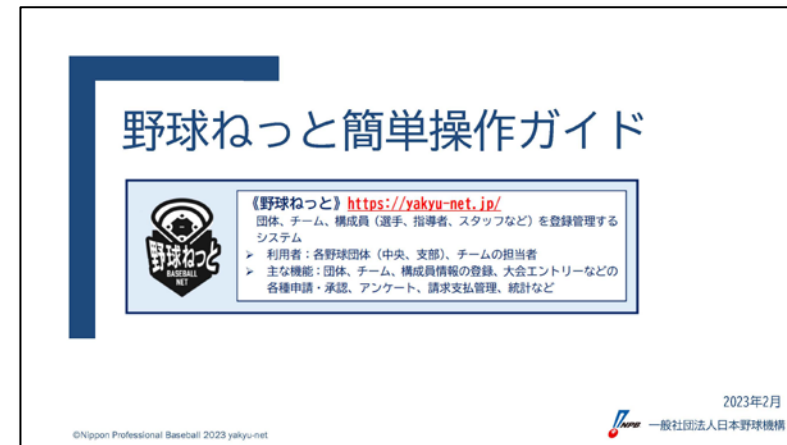 野球ねっと簡単操作ガイド
野球ねっと
BASEBALL
NET
《野球ねっと》https://yakyu-net.jp/
団体、チーム、構成員（選手、指導者、スタッフなど）を登録管理する
システム
➢ 利用者：各野球団体（中央、支部）、チームの担当者
➢ 主な機能：団体、チーム、構成員情報の登録、大会エントリーなどの
各種申請・承認、アンケート、請求支払管理、統計など
2023年2月
NPB 一般社団法人日本野球機構
©Nippon Professional Baseball 2023 yakyu-net